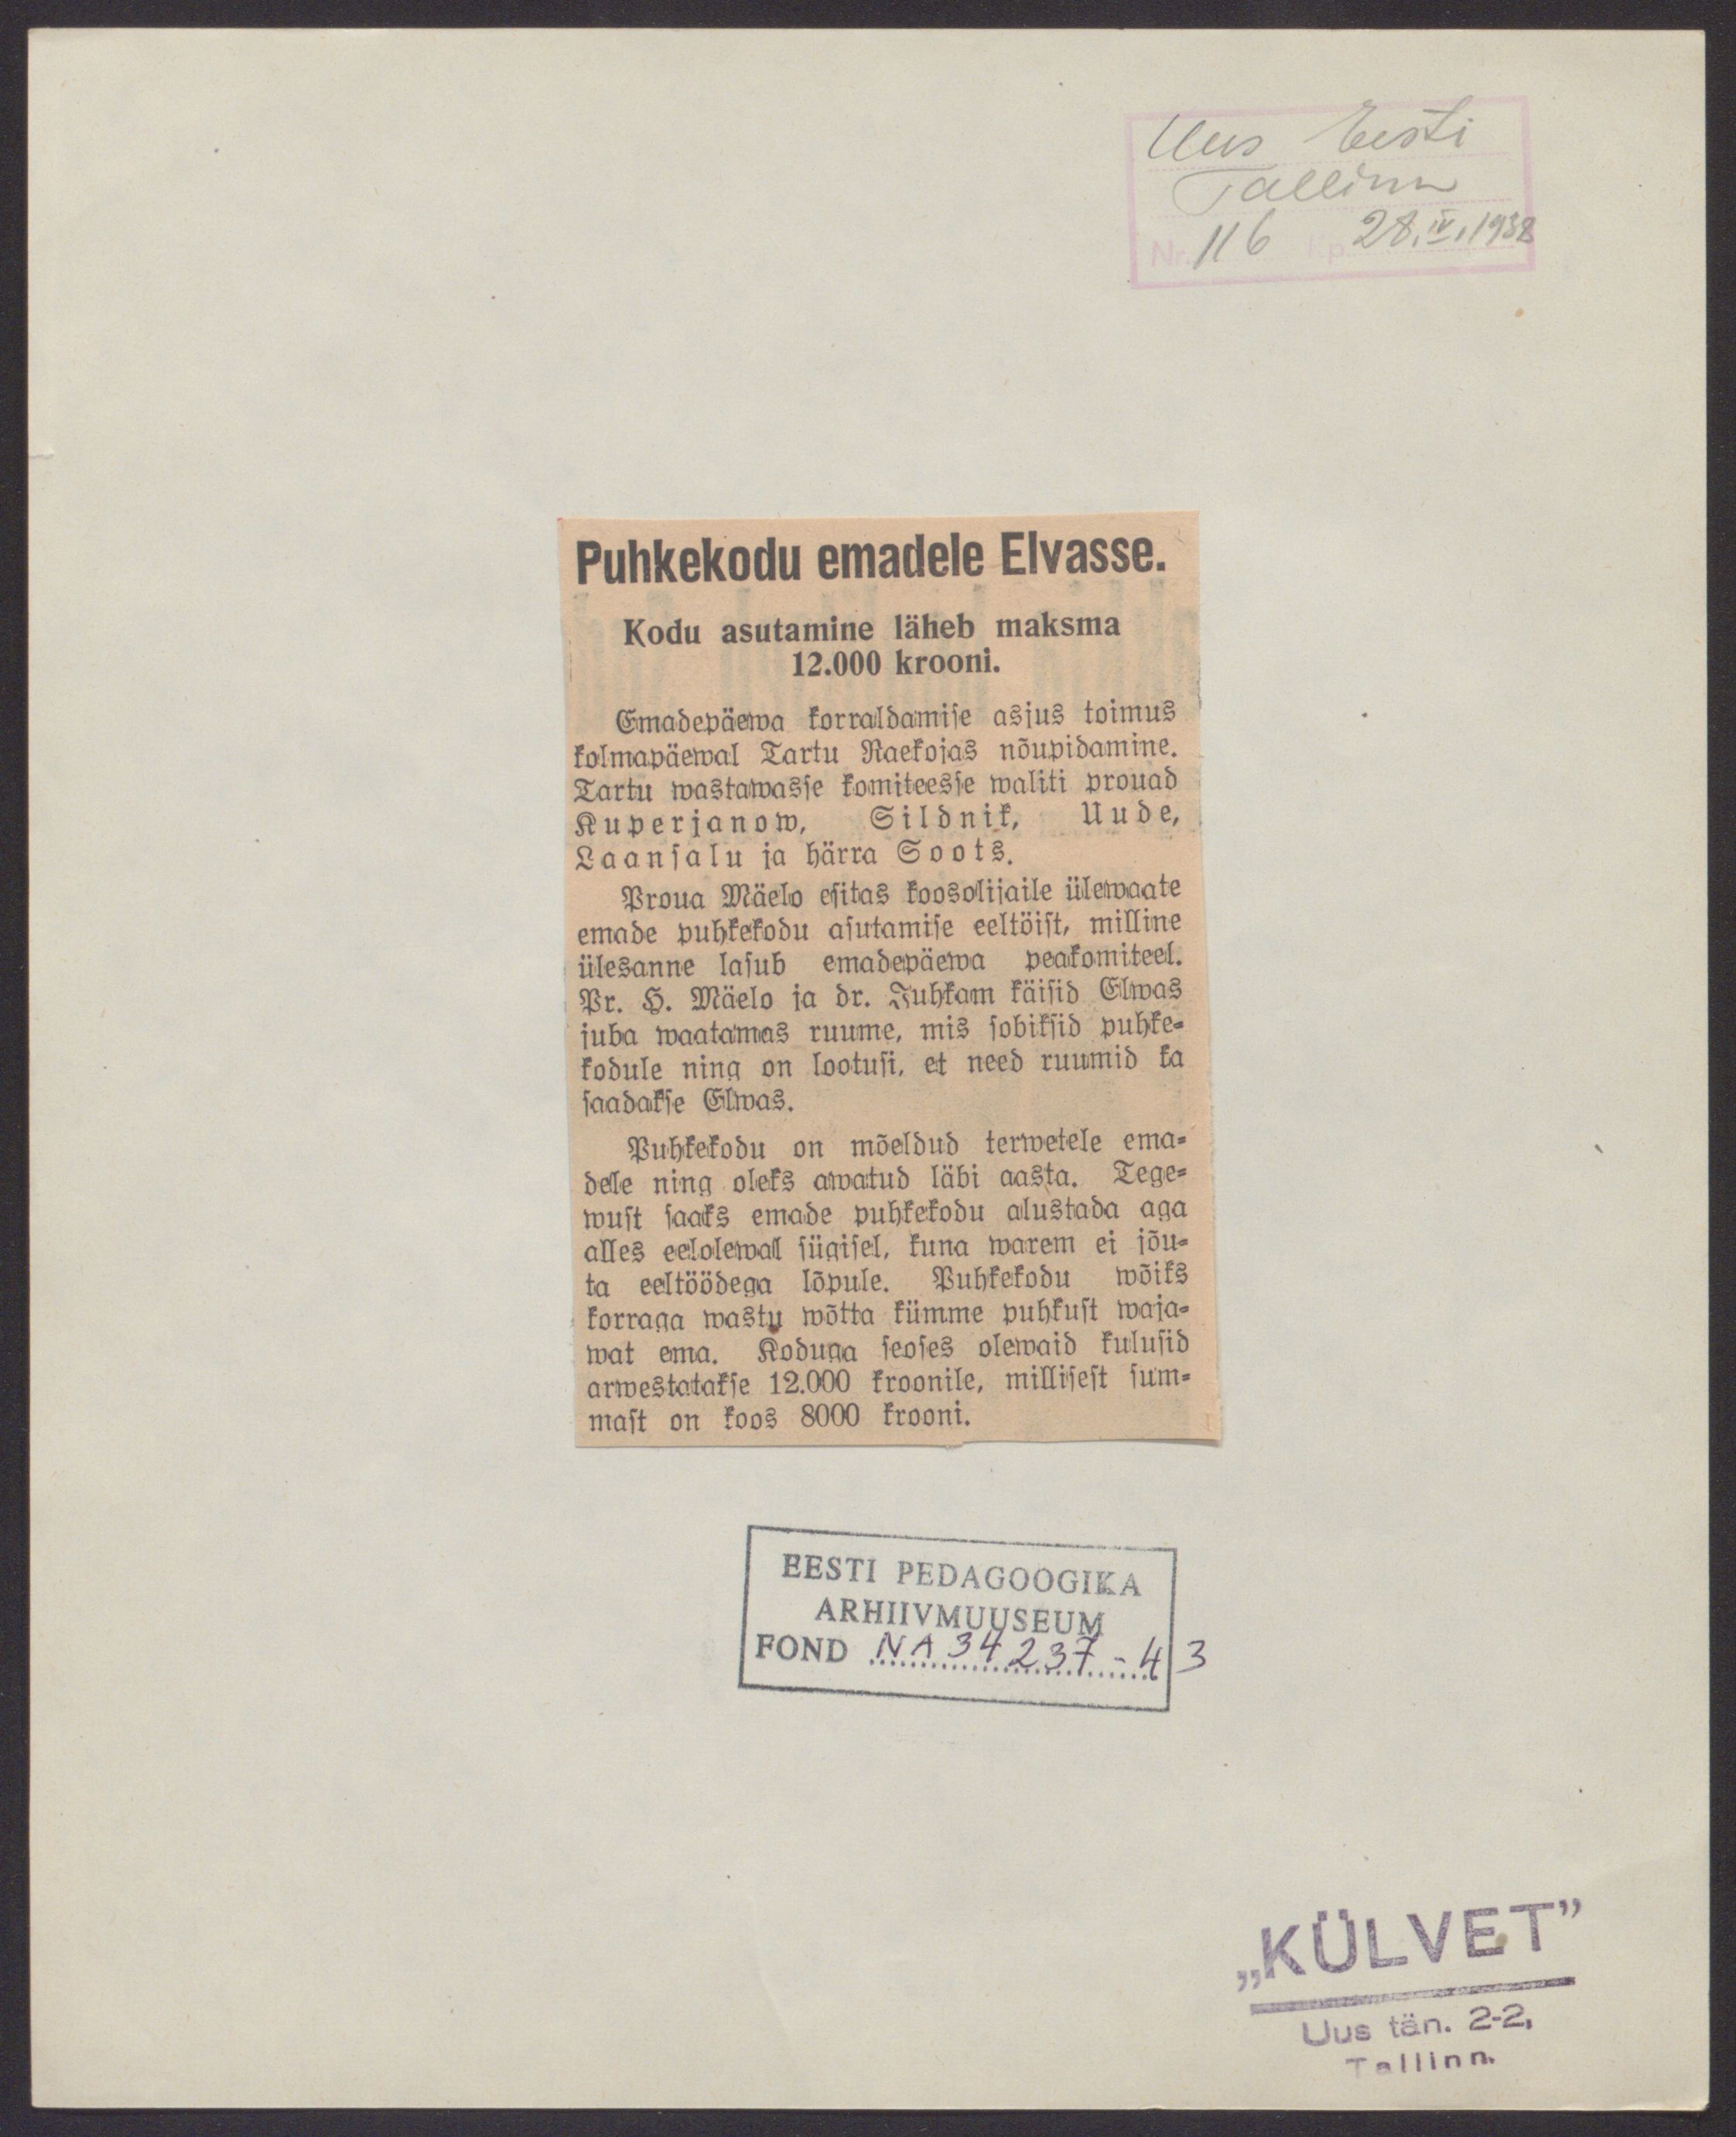 Uus Eesti
Tallinn
Nr. 116 Kp. 28.IV.1938
Puhkekodu emadele Elvasse.
Kodu asutamine läheb maksma
12.000 krooni.
Emadepäewa korraldamise asjus toimus
kolmapäewal Tartu Raekojas nõupidamine.
Tartu wastawasse komiteesse waliti prouad
Kuperjanow, Sildnik, Uude,
Laansalu ja härra Soots.
Proua Mäelo esitas koosolijaile ülewaate
emade puhkekodu asutamise eeltöist, milline
ülesanne lasub emadepäewa peakomiteel.
Pr. H. Mäelo ja dr. Juhkam käisid Elwas
juba waatamas ruume, mis sobiksid puhke-
kodule ning on lootusi, et need ruumid ka
saadakse Elwas.
Puhkekodu on mõeldud terwetele ema-
dele ning oleks awatud läbi aasta. Tege-
wust saaks emade puhkekodu alustada aga
alles eelolewal sügisel, kuna warem ei jõu-
ta eeltöödega lõpule. Puhkekodu wõiks
korraga wastu wõtta kümme puhkust waja-
wat ema. Koduga seoses olewaid kulusid
arwestatakse 12.000 kroonile, millisest sum-
mast on koos 8000 krooni.
EESTI PEDAGOOGIKA
ARHIIVMUUSEUM
FOND NA 34237-43
„KÜLVET”
Uus tän. 2-2,
Tallinn.